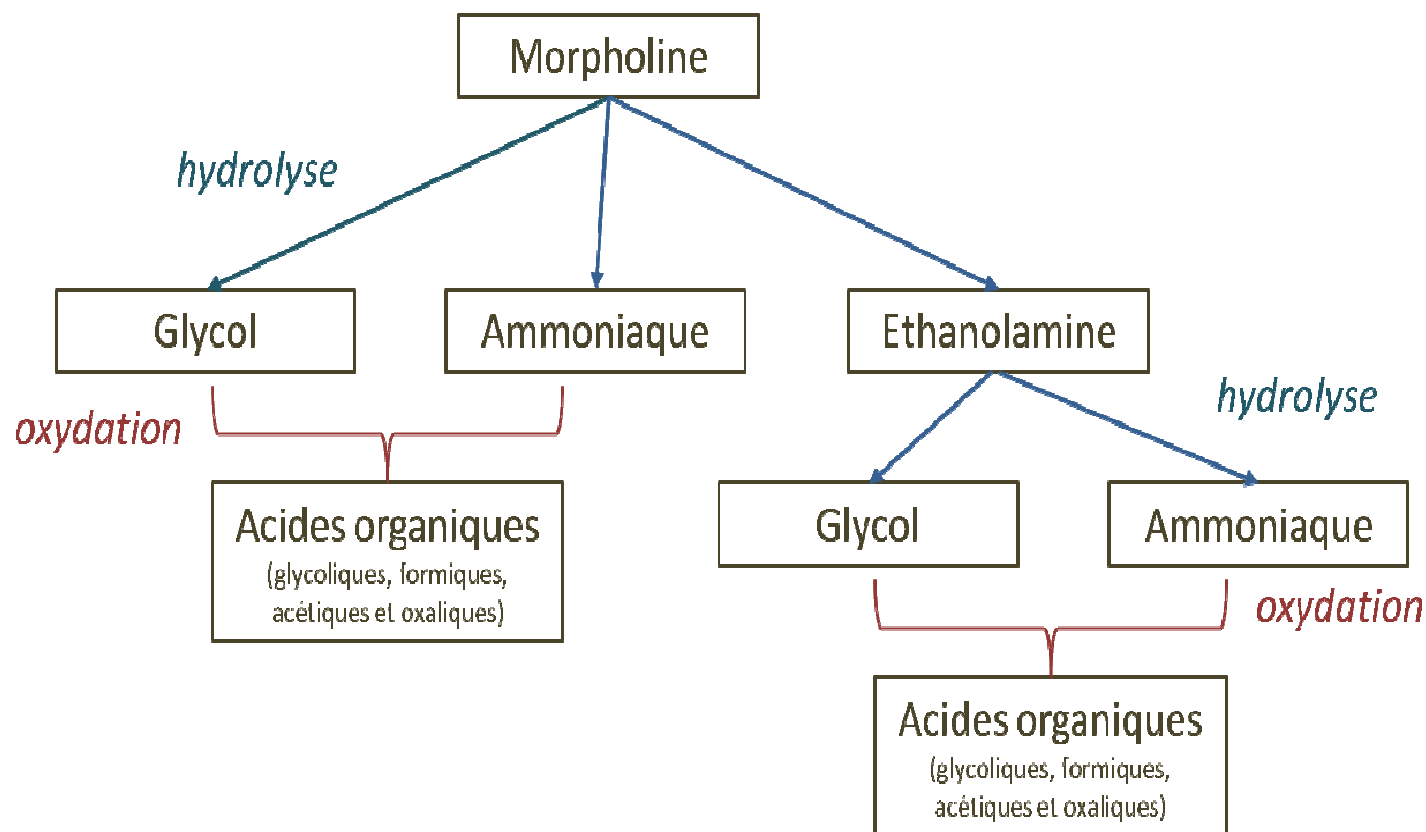 Morpholine
hydrolyse
Glycol
Ammoniaque
Ethanolamine
hydrolyse
oxydation
Acides organiques
(glycoliques, formiques,
acétiques et oxaliques)
Glycol
Ammoniaque
oxydation
Acides organiques
(glycoliques, formiques,
acétiques et oxaliques)